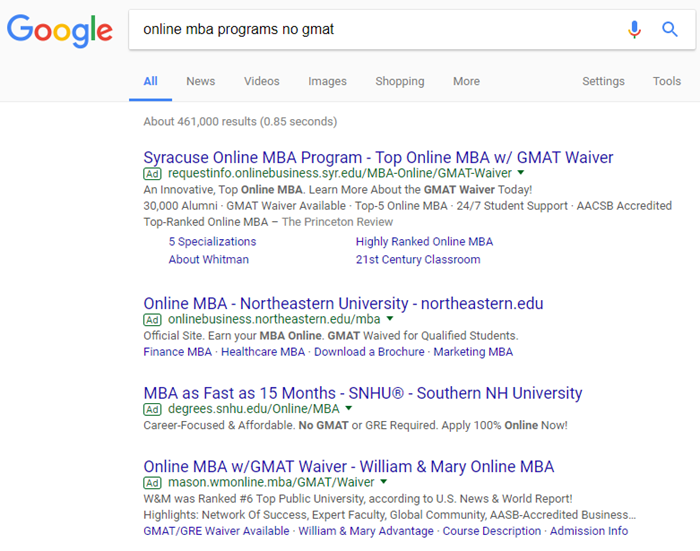 Google online mba programs no gmat
All News Videos Images Shopping More Settings Tools
About 461,000 results (0.85 seconds)
Syracuse Online MBA Program - Top Online MBA w/ GMAT Waiver
Ad requestinfo.onlinebusiness.syr.edu/MBA-Online/GMAT-Waiver
An Innovative, Top Online MBA. Learn More About the GMAT Waiver Today!
30,000 Alumni · GMAT Waiver Available · Top-5 Online MBA · 24/7 Student Support · AACSB Accredited
Top-Ranked Online MBA – The Princeton Review
5 Specializations Highly Ranked Online MBA
About Whitman 21st Century Classroom
Online MBA - Northeastern University - northeastern.edu
Ad onlinebusiness.northeastern.edu/mba
Official Site. Earn your MBA Online. GMAT Waived for Qualified Students.
Finance MBA · Healthcare MBA · Download a Brochure · Marketing MBA
MBA as Fast as 15 Months - SNHU® - Southern NH University
Ad degrees.snhu.edu/Online/MBA
Career-Focused & Affordable. No GMAT or GRE Required. Apply 100% Online Now!
Online MBA w/GMAT Waiver - William & Mary Online MBA
Ad mason.wmonline.mba/GMAT/Waiver
W&M was Ranked #6 Top Public University, according to U.S. News & World Report!
Highlights: Network Of Success, Expert Faculty, Global Community, AASB-Accredited Business...
GMAT/GRE Waiver Available · William & Mary Advantage · Course Description · Admission Info